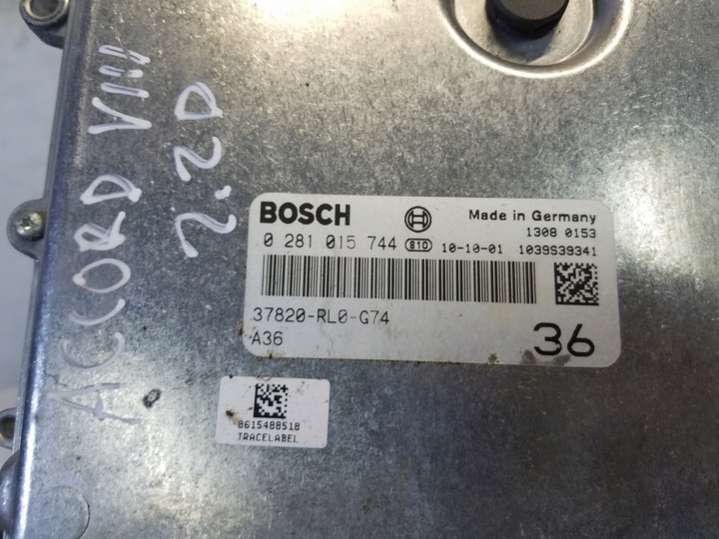 ACCORD VIII
2.2D
BOSCH
Made in Germany
1308 0153
0 281 015 744 810 10-10-01 1039S39341
37820-RL0-G74
A36
36
8615488518
TRACELABEL